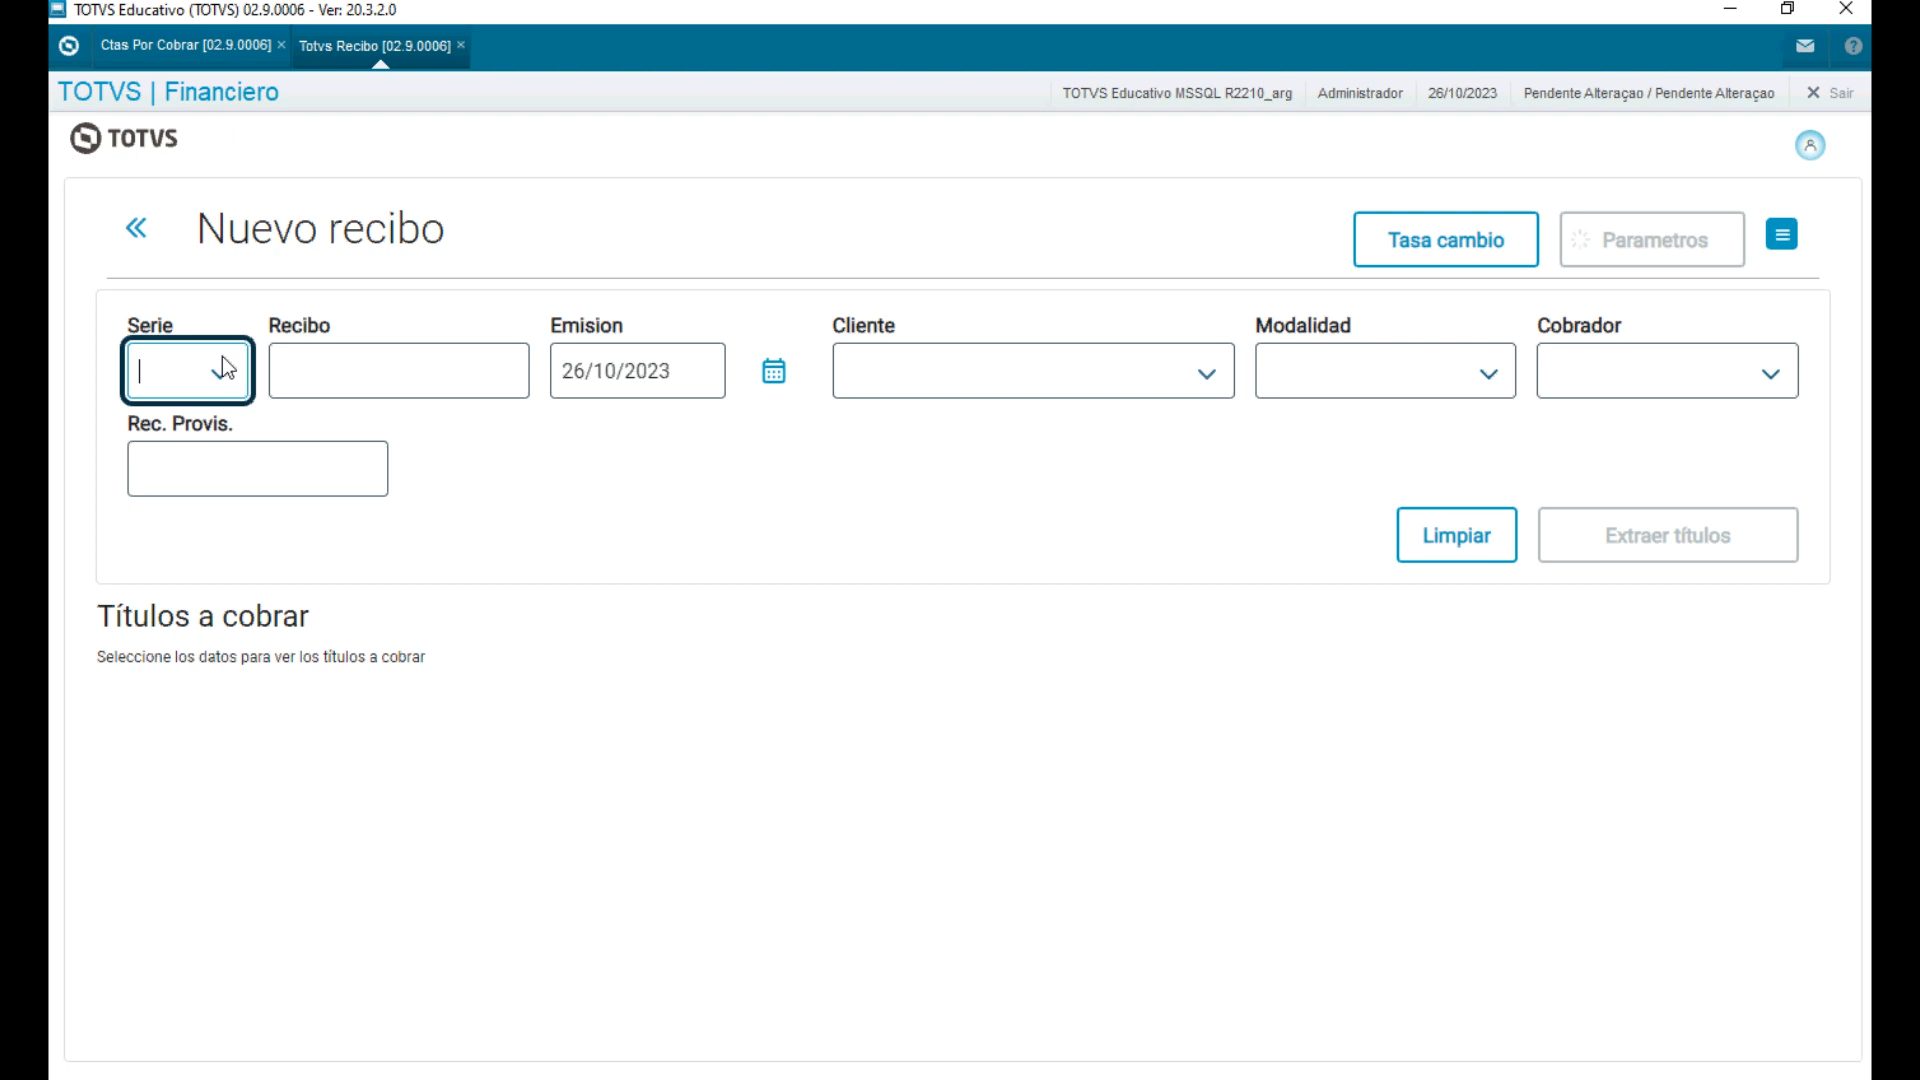 TOTVS Educativo (TOTVS) 02.9.0006 - Ver: 20.3.2.0
Ctas Por Cobrar [02.9.0006] × Totvs Recibo [02.9.0006] ×
TOTVS | Financiero
TOTVS Educativo MSSQL R2210_arg Administrador 26/10/2023 Pendente Alteraçao / Pendente Alteraçao Sair
TOTVS
Nuevo recibo
Tasa cambio
Parametros
Serie Recibo Emision Cliente Modalidad Cobrador
26/10/2023
Rec. Provis.
Limpiar Extraer títulos
Títulos a cobrar
Seleccione los datos para ver los títulos a cobrar